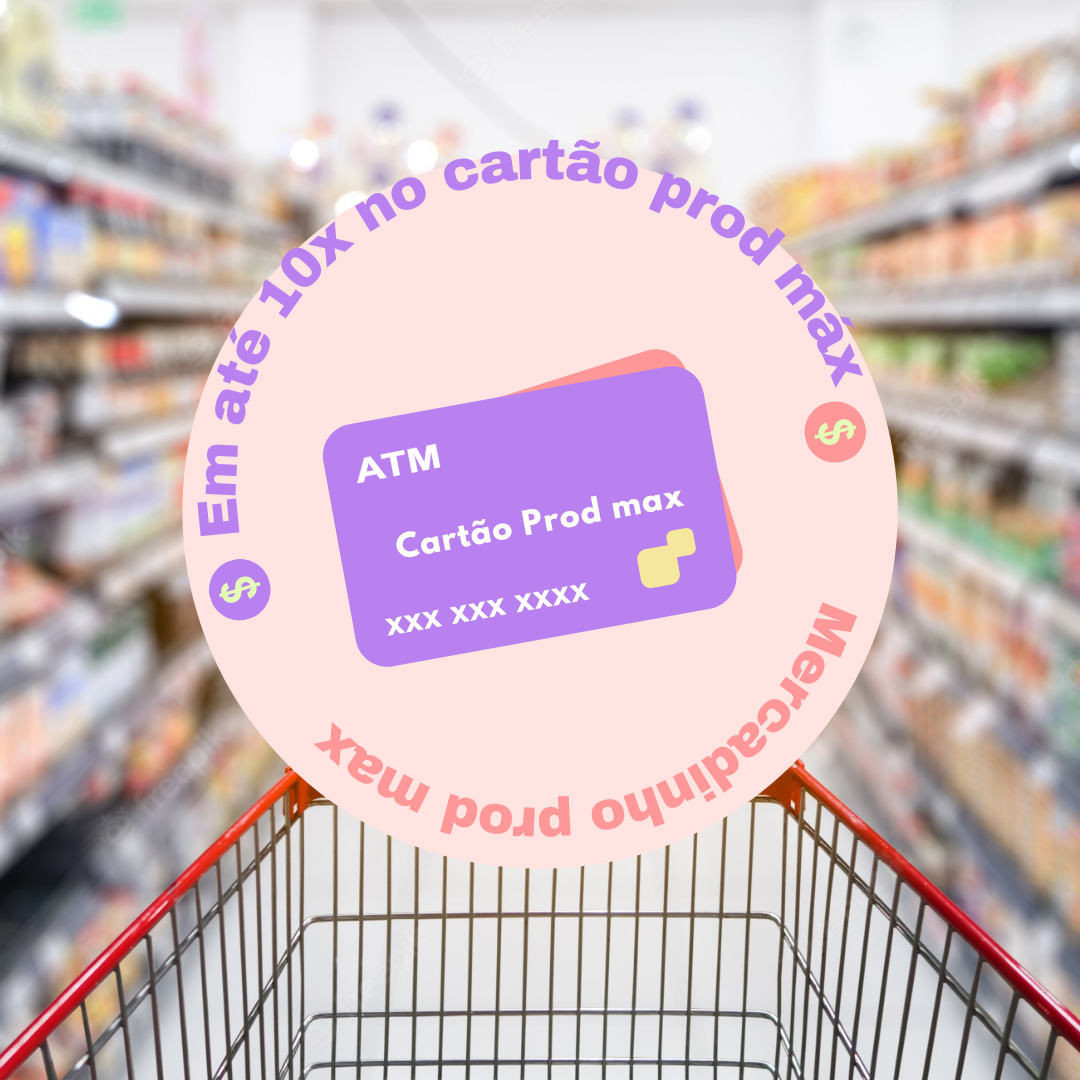 Em até 10x no cartão prod máx
$
$
ATM
Cartão Prod max
xxx xxx xxxx
Mercadinho prod max